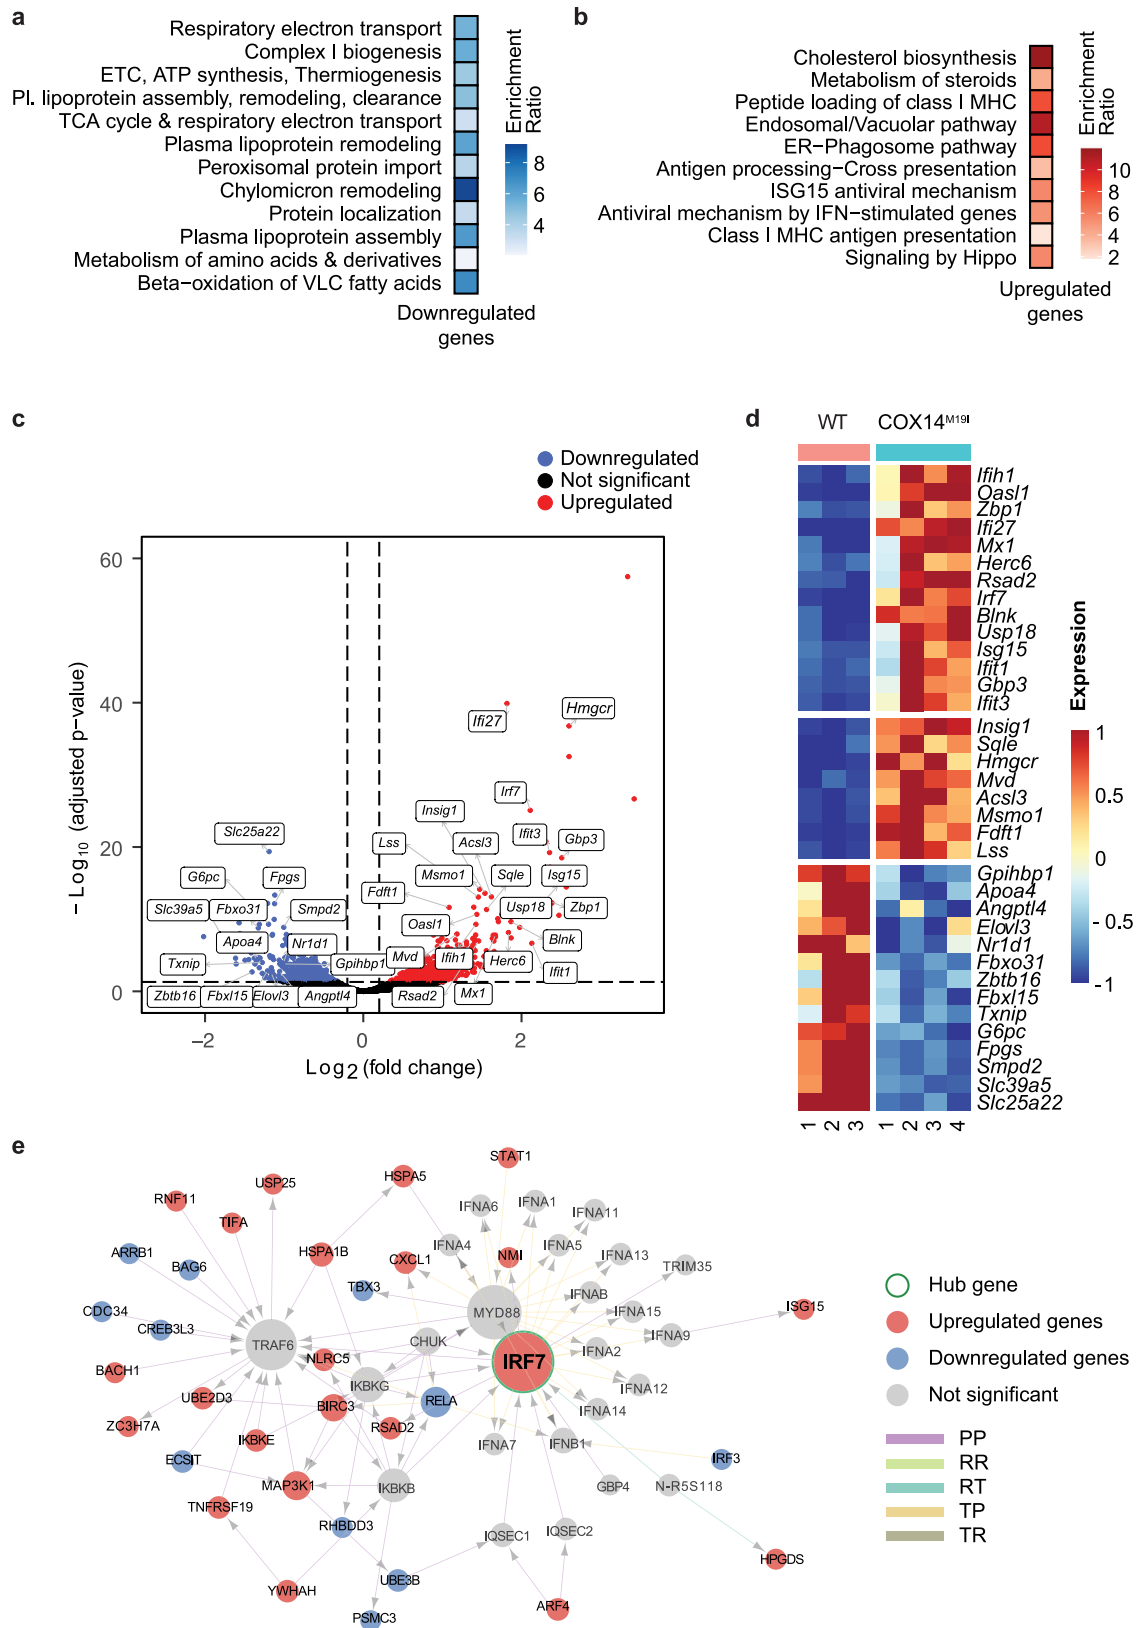 a
Respiratory electron transport
Complex I biogenesis
ETC, ATP synthesis, Thermogenesis
Pl. lipoprotein assembly, remodeling, clearance
TCA cycle & respiratory electron transport
Plasma lipoprotein remodeling
Peroxisomal protein import
Chylomicron remodeling
Protein localization
Plasma lipoprotein assembly
Metabolism of amino acids & derivatives
Beta−oxidation of VLC fatty acids
Downregulated
genes
Enrichment
Ratio
8
6
4
b
Cholesterol biosynthesis
Metabolism of steroids
Peptide loading of class I MHC
Endosomal/Vacuolar pathway
ER−Phagosome pathway
Antigen processing−Cross presentation
ISG15 antiviral mechanism
Antiviral mechanism by IFN−stimulated genes
Class I MHC antigen presentation
Signaling by Hippo
Upregulated
genes
Enrichment
Ratio
10
8
6
4
2
c
Downregulated
Not significant
Upregulated
− Log10 (adjusted p−value)
60
40
20
0
−2
0
2
Log2 (fold change)
Ifi27
Hmgcr
Irf7
Insig1
Ifit3
Gbp3
Slc25a22
Lss
Acsl3
G6pc
Fpgs
Msmo1
Sqle
Isg15
Fdft1
Slc39a5
Fbxo31
Smpd2
Usp18
Zbp1
Oasl1
Apoa4
Nr1d1
Blnk
Txnip
Gpihbp1
Mvd
Ifih1
Herc6
Ifit1
Zbtb16
Fbxl15
Elovl3
Angptl4
Rsad2
Mx1
d
WT
COX14M19I
Ifih1
Oasl1
Zbp1
Ifi27
Mx1
Herc6
Rsad2
Irf7
Blnk
Usp18
Isg15
Ifit1
Gbp3
Ifit3
Insig1
Sqle
Hmgcr
Mvd
Acsl3
Msmo1
Fdft1
Lss
Gpihbp1
Apoa4
Angptl4
Elovl3
Nr1d1
Fbxo31
Zbtb16
Fbxl15
Txnip
G6pc
Fpgs
Smpd2
Slc39a5
Slc25a22
1 2 3 1 2 3 4
Expression
1
0.5
0
- 0.5
-1
e
STAT1
HSPA5
USP25
RNF11
TIFA
IFNA6
IFNA1
IFNA11
ARRB1
BAG6
HSPA1B
CXCL1
IFNA4
NMI
IFNA5
IFNA13
TRIM35
TBX3
IFNAB
CDC34
CREB3L3
MYD88
IFNA15
ISG15
TRAF6
CHUK
IFNA9
NLRC5
IRF7
IFNA2
BACH1
UBE2D3
IKBKG
IFNA12
BIRC3
RELA
IFNA14
ZC3H7A
IKBKE
RSAD2
IFNA7
IFNB1
ECSIT
IRF3
MAP3K1
IKBKB
GBP4
N-R5S118
TNFRSF19
RHBDD3
IQSEC1
IQSEC2
HPGDS
YWHAH
UBE3B
ARF4
PSMC3
Hub gene
Upregulated genes
Downregulated genes
Not significant
PP
RR
RT
TP
TR